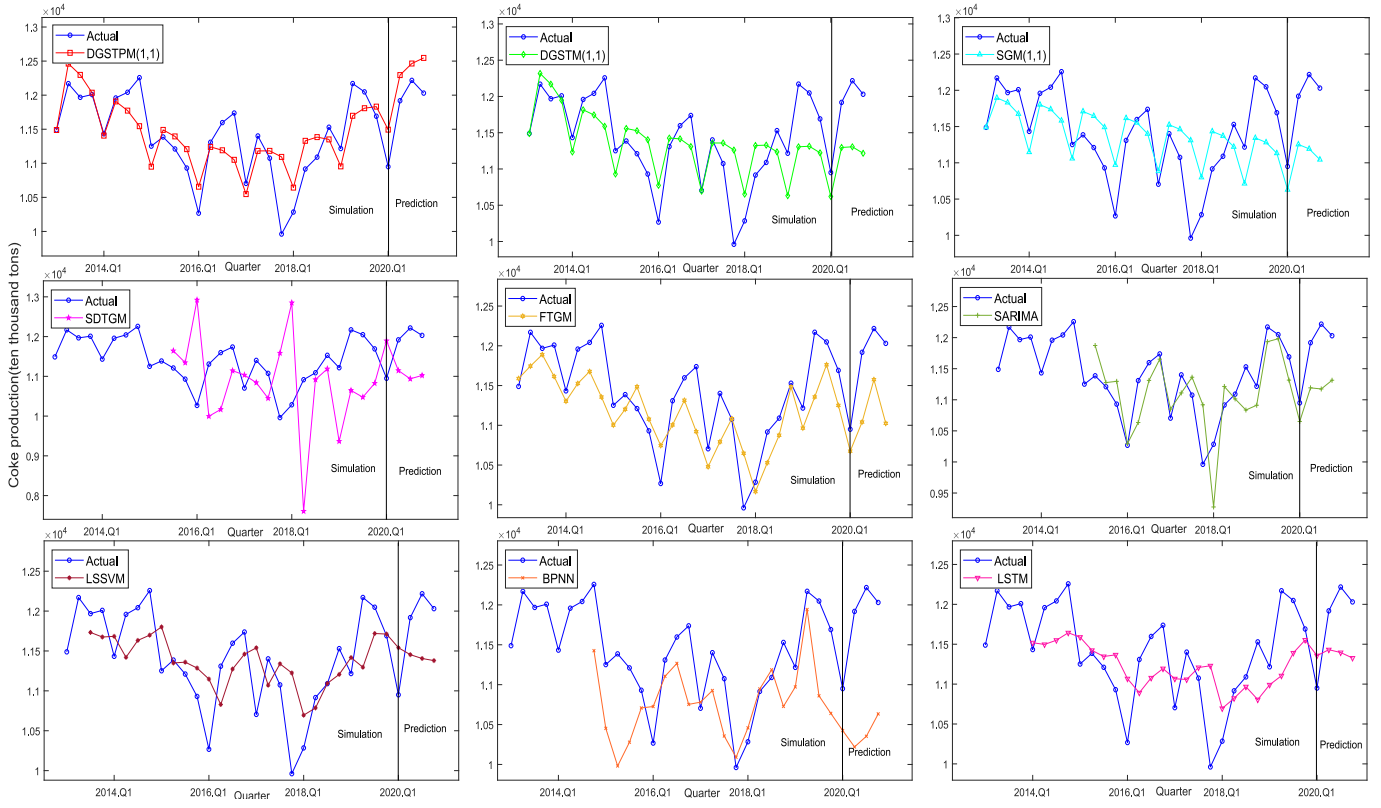 Coke production(ten thousand tons)
×10⁴
1.3
1.25
1.2
1.15
1.1
1.05
1
Actual
DGSTPM(1,1)
Simulation
Prediction
2014,Q1 2016,Q1 2018,Q1 2020,Q1
Quarter
×10⁴
1.3
1.25
1.2
1.15
1.1
1.05
1
Actual
DGSTM(1,1)
Simulation
Prediction
2014,Q1 2016,Q1 2018,Q1 2020,Q1
Quarter
×10⁴
1.3
1.25
1.2
1.15
1.1
1.05
1
Actual
SGM(1,1)
Simulation
Prediction
2014,Q1 2016,Q1 2018,Q1 2020,Q1
Quarter
×10⁴
1.3
1.2
1.1
1
0.9
0.8
Actual
SDTGM
Simulation
Prediction
2014,Q1 2016,Q1 2018,Q1 2020,Q1
Quarter
×10⁴
1.25
1.2
1.15
1.1
1.05
1
Actual
FTGM
Simulation
Prediction
2014,Q1 2016,Q1 2018,Q1 2020,Q1
Quarter
×10⁴
1.25
1.2
1.15
1.1
1.05
1
0.95
Actual
SARIMA
Simulation
Prediction
2014,Q1 2016,Q1 2018,Q1 2020,Q1
Quarter
×10⁴
1.25
1.2
1.15
1.1
1.05
1
Actual
LSSVM
Simulation
Prediction
2014,Q1 2016,Q1 2018,Q1 2020,Q1
Quarter
×10⁴
1.25
1.2
1.15
1.1
1.05
1
Actual
BPNN
Simulation
Prediction
2014,Q1 2016,Q1 2018,Q1 2020,Q1
Quarter
×10⁴
1.25
1.2
1.15
1.1
1.05
1
Actual
LSTM
Simulation
Prediction
2014,Q1 2016,Q1 2018,Q1 2020,Q1
Quarter